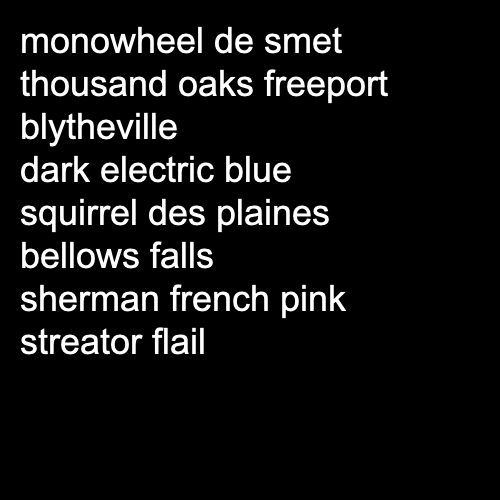 monowheel de smet
thousand oaks freeport
blytheville
dark electric blue
squirrel des plaines
bellows falls
sherman french pink
streator flail